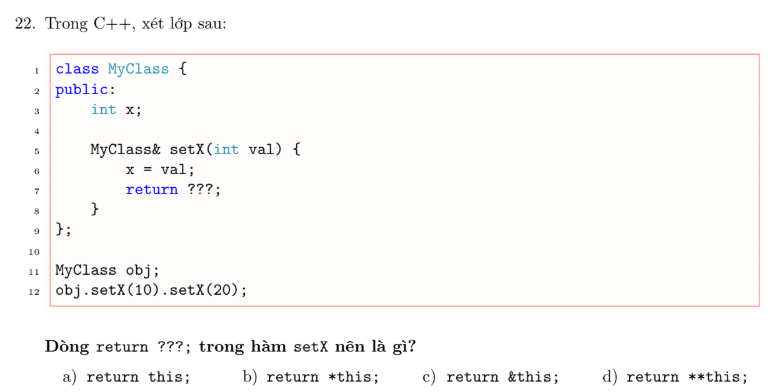 22. Trong C++, xét lớp sau:
1 class MyClass {
2 public:
3     int x;
4
5     MyClass& setX(int val) {
6         x = val;
7         return ???;
8     }
9 };
10
11 MyClass obj;
12 obj.setX(10).setX(20);
Dòng return ???; trong hàm setX nên là gì?
a) return this; b) return *this; c) return &this; d) return **this;